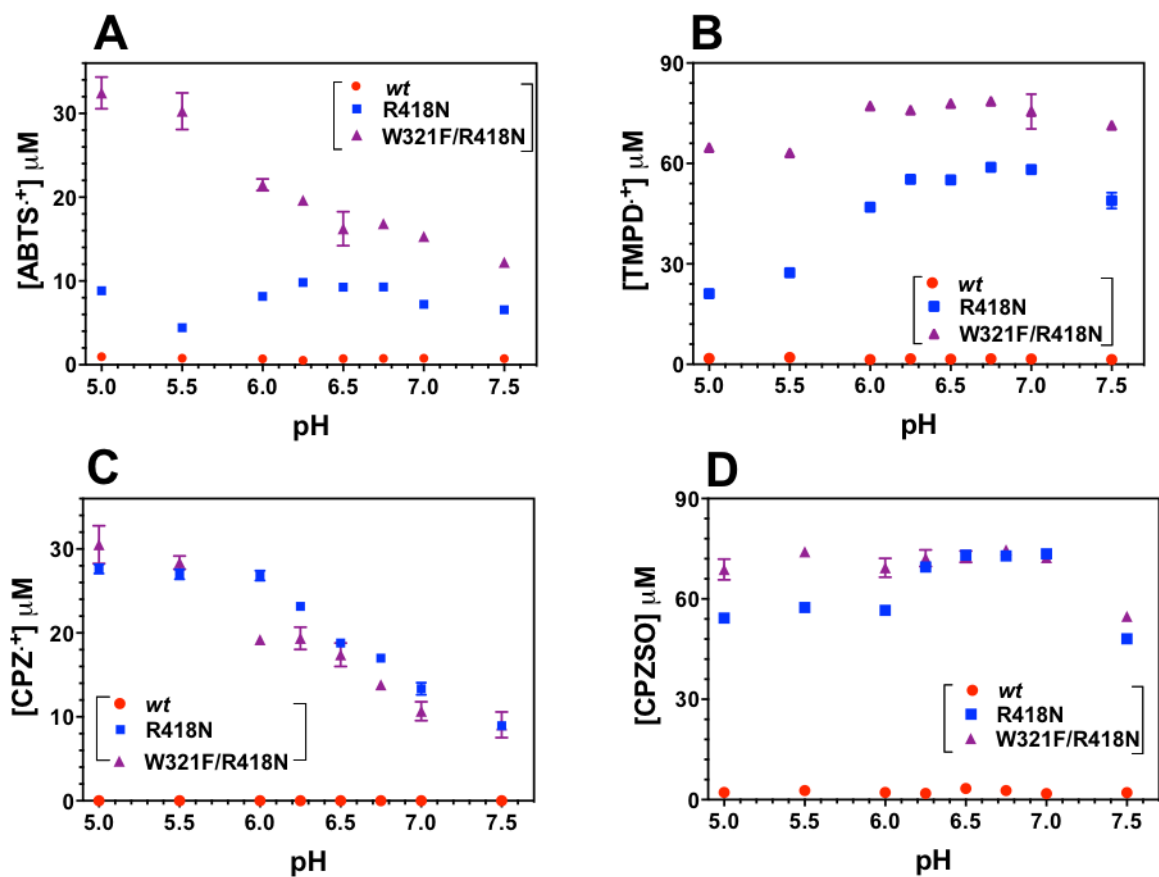 A
[ABTS·+] μM
30
20
10
0
wt
R418N
W321F/R418N
5.0 5.5 6.0 6.5 7.0 7.5
pH
B
[TMPD·+] μM
90
60
30
0
wt
R418N
W321F/R418N
5.0 5.5 6.0 6.5 7.0 7.5
pH
C
[CPZ·+] μM
30
20
10
0
wt
R418N
W321F/R418N
5.0 5.5 6.0 6.5 7.0 7.5
pH
D
[CPZSO] μM
90
60
30
0
wt
R418N
W321F/R418N
5.0 5.5 6.0 6.5 7.0 7.5
pH